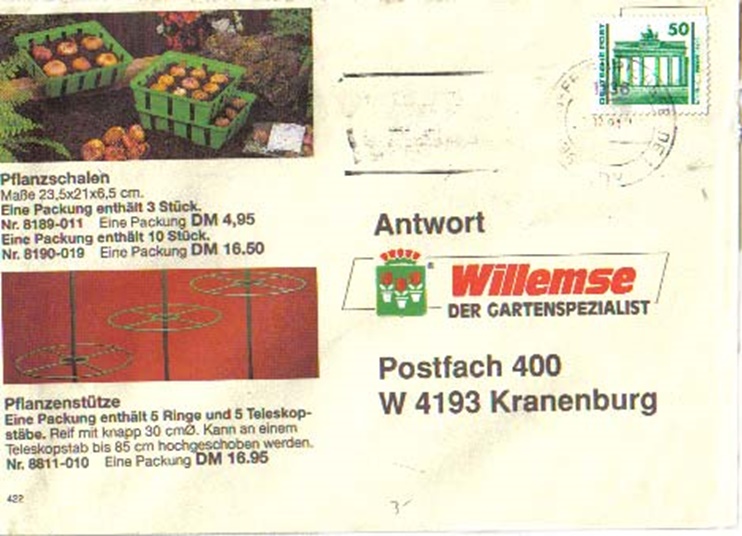 Pflanzschalen
Maße 23,5x21x6,5 cm.
Eine Packung enthält 3 Stück.
Nr. 8189-011 Eine Packung DM 4,95
Eine Packung enthält 10 Stück.
Nr. 8190-019 Eine Packung DM 16.50
Pflanzenstütze
Eine Packung enthält 5 Ringe und 5 Teleskop-
stäbe. Reif mit knapp 30 cmØ. Kann an einem
Teleskopstab bis 85 cm hochgeschoben werden.
Nr. 8811-010 Eine Packung DM 16.95
422
50
DEUTSCHE POST
Antwort
Willemse
®
DER GARTENSPEZIALIST
Postfach 400
W 4193 Kranenburg